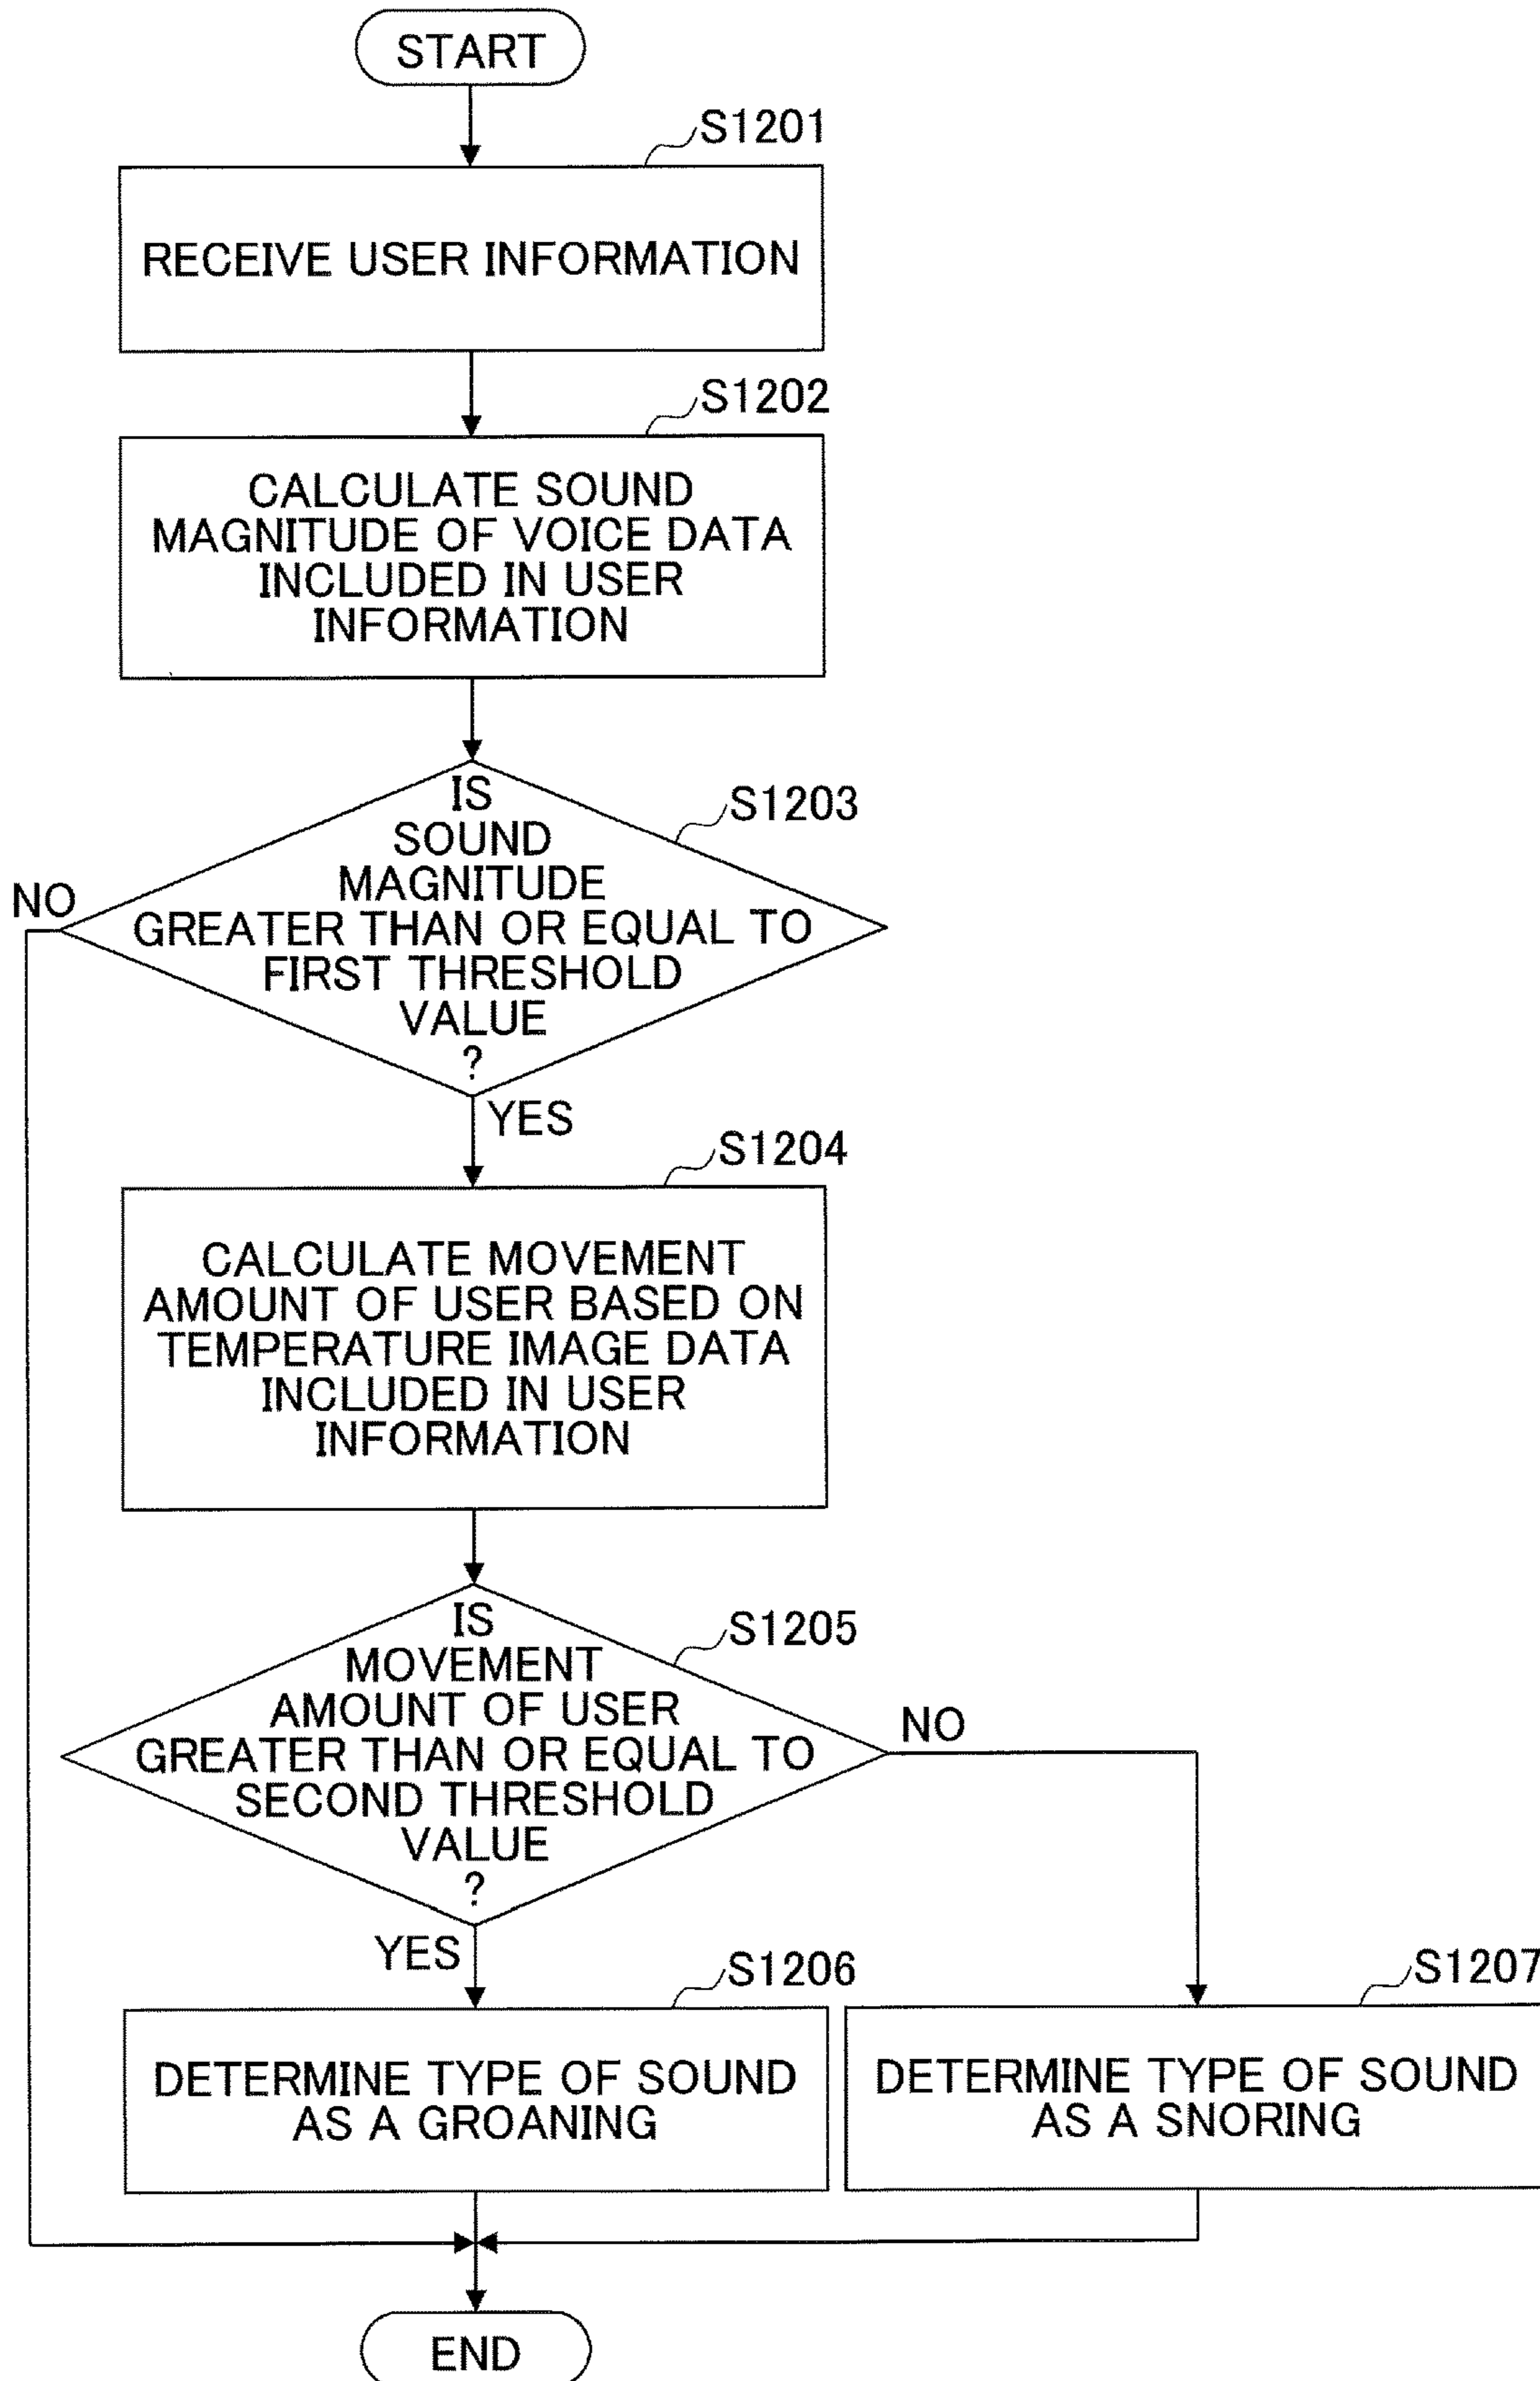 START
S1201
RECEIVE USER INFORMATION
S1202
CALCULATE SOUND
MAGNITUDE OF VOICE DATA
INCLUDED IN USER
INFORMATION
S1203
IS
SOUND
MAGNITUDE
GREATER THAN OR EQUAL TO
FIRST THRESHOLD
VALUE
?
NO
YES
S1204
CALCULATE MOVEMENT
AMOUNT OF USER BASED ON
TEMPERATURE IMAGE DATA
INCLUDED IN USER
INFORMATION
S1205
IS
MOVEMENT
AMOUNT OF USER
GREATER THAN OR EQUAL TO
SECOND THRESHOLD
VALUE
?
NO
YES
S1206
DETERMINE TYPE OF SOUND
AS A GROANING
S1207
DETERMINE TYPE OF SOUND
AS A SNORING
END